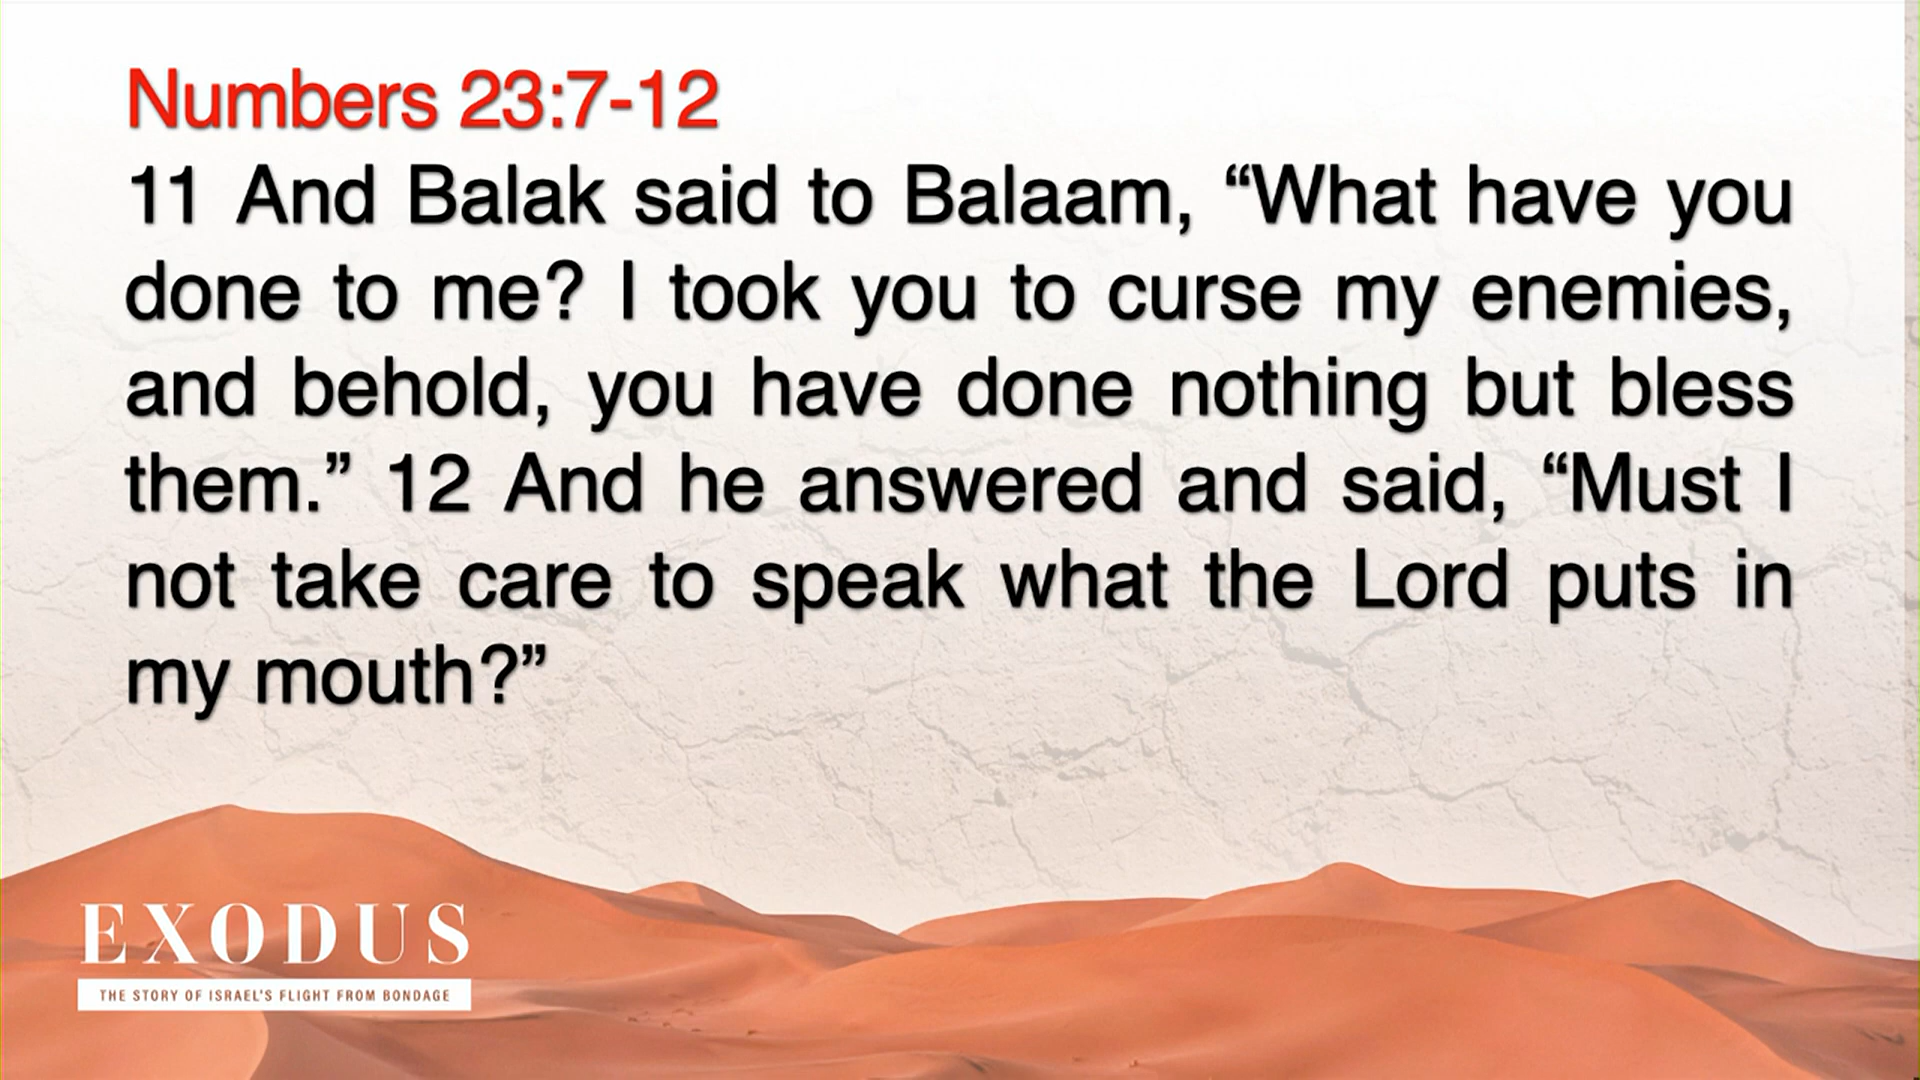 Numbers 23:7-12
11 And Balak said to Balaam, “What have you
done to me? I took you to curse my enemies,
and behold, you have done nothing but bless
them.” 12 And he answered and said, “Must I
not take care to speak what the Lord puts in
my mouth?”
EXODUS
THE STORY OF ISRAEL'S FLIGHT FROM BONDAGE